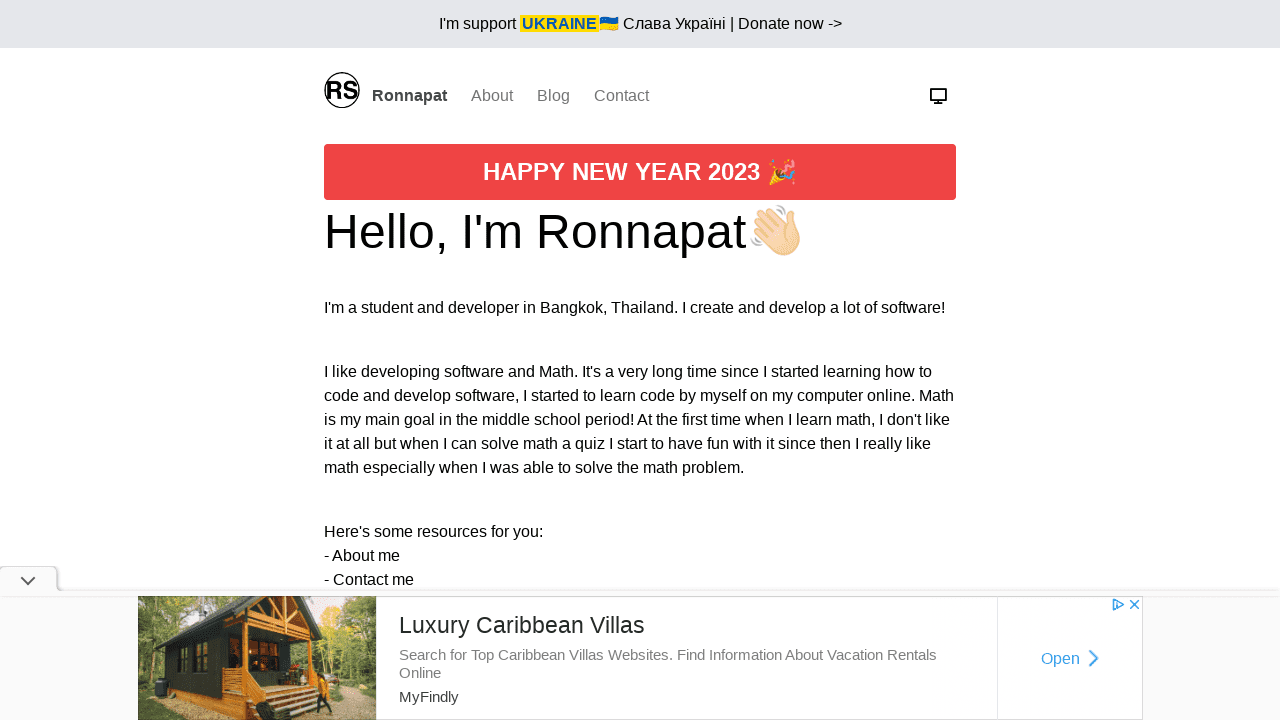 I'm support UKRAINE🇺🇦 Слава Україні | Donate now ->
RS Ronnapat About Blog Contact
HAPPY NEW YEAR 2023 🎉
Hello, I'm Ronnapat👋🏻
I'm a student and developer in Bangkok, Thailand. I create and develop a lot of software!
I like developing software and Math. It's a very long time since I started learning how to
code and develop software, I started to learn code by myself on my computer online. Math
is my main goal in the middle school period! At the first time when I learn math, I don't like
it at all but when I can solve math a quiz I start to have fun with it since then I really like
math especially when I was able to solve the math problem.
Here's some resources for you:
- About me
- Contact me
Luxury Caribbean Villas
Search for Top Caribbean Villas Websites. Find Information About Vacation Rentals
Online
MyFindly
Open